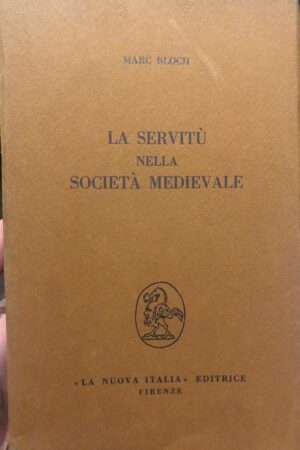 MARC BLOCH
LA SERVITÙ
NELLA
SOCIETÀ MEDIEVALE
«LA NUOVA ITALIA» EDITRICE
FIRENZE